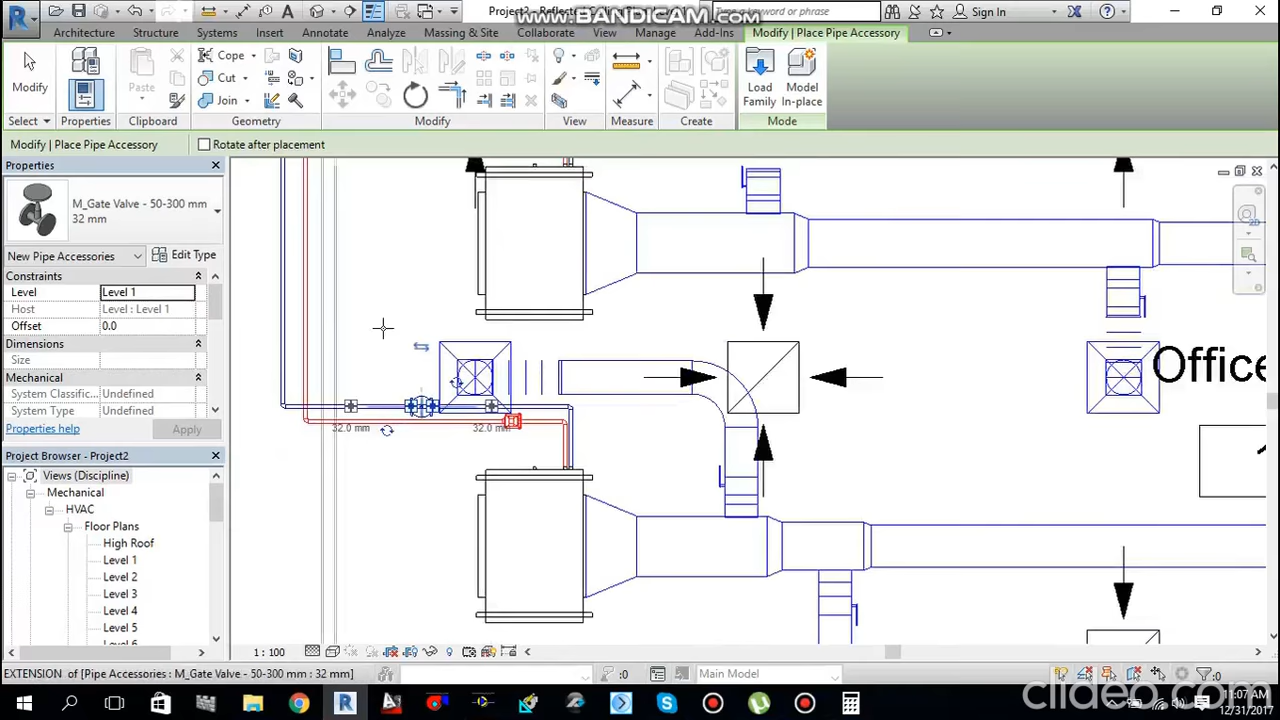 Project2 - Reflected Ceiling Pla
www.BANDICAM.com
Type a keyword or phrase
Sign In
Architecture Structure Systems Insert Annotate Analyze Massing & Site Collaborate View Manage Add-Ins Modify | Place Pipe Accessory
Modify
Paste
Cope
Cut
Join
Load Family
Model In-place
Select Properties Clipboard Geometry Modify View Measure Create Mode
Modify | Place Pipe Accessory Rotate after placement
Properties
M_Gate Valve - 50-300 mm
32 mm
New Pipe Accessories Edit Type
Constraints
Level Level 1
Host Level : Level 1
Offset 0.0
Dimensions
Size
Mechanical
System Classific... Undefined
System Type Undefined
Properties help Apply
Project Browser - Project2
Views (Discipline)
Mechanical
HVAC
Floor Plans
High Roof
Level 1
Level 2
Level 3
Level 4
Level 5
Level 6
32.0 mm 32.0 mm
Office
1 : 100
EXTENSION of [Pipe Accessories : M_Gate Valve - 50-300 mm : 32 mm] :0 Main Model :0
11:07 AM
12/31/2017
clideo.com